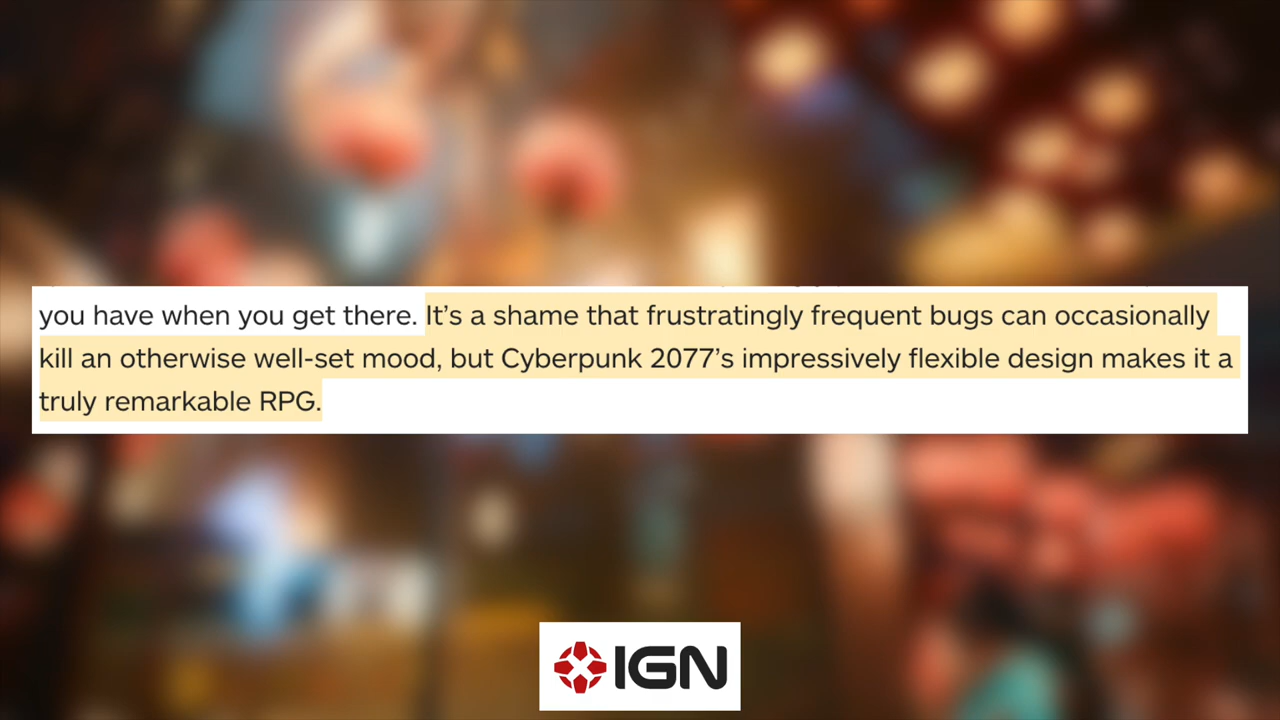 you have when you get there. It’s a shame that frustratingly frequent bugs can occasionally
kill an otherwise well-set mood, but Cyberpunk 2077’s impressively flexible design makes it a
truly remarkable RPG.
IGN